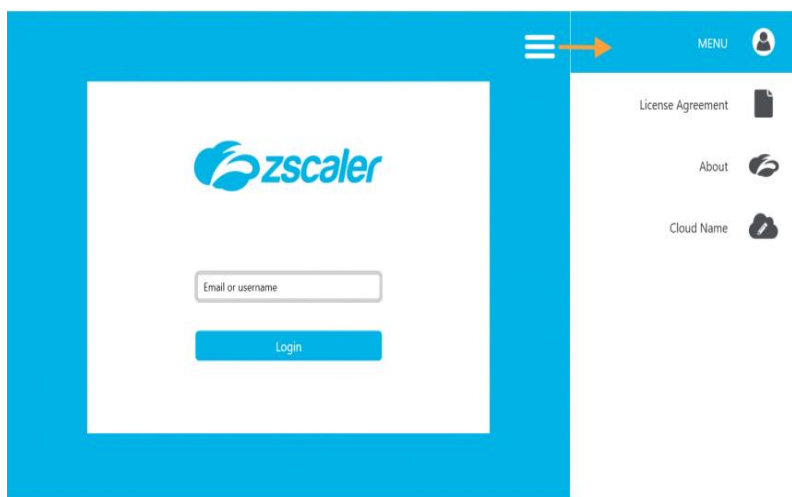 MENU
License Agreement
zscaler
About
Cloud Name
Email or username
Login